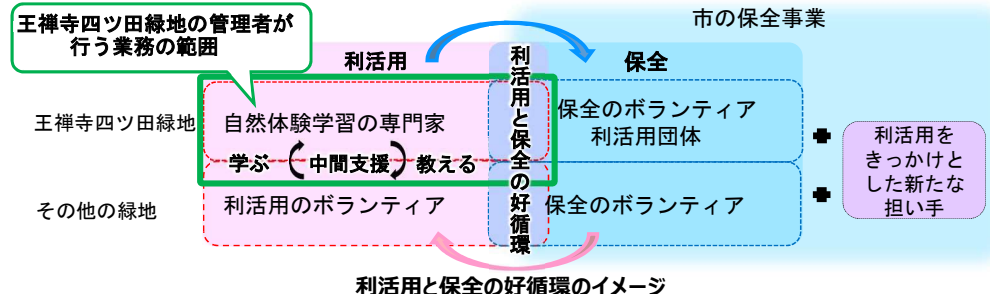 王禅寺四ツ田緑地の管理者が
行う業務の範囲
市の保全事業
利活用
保全
利活用と保全の好循環
王禅寺四ツ田緑地
自然体験学習の専門家
保全のボランティア
利活用団体
学ぶ
中間支援
教える
利活用を
きっかけと
した新たな
担い手
その他の緑地
利活用のボランティア
保全のボランティア
利活用と保全の好循環のイメージ